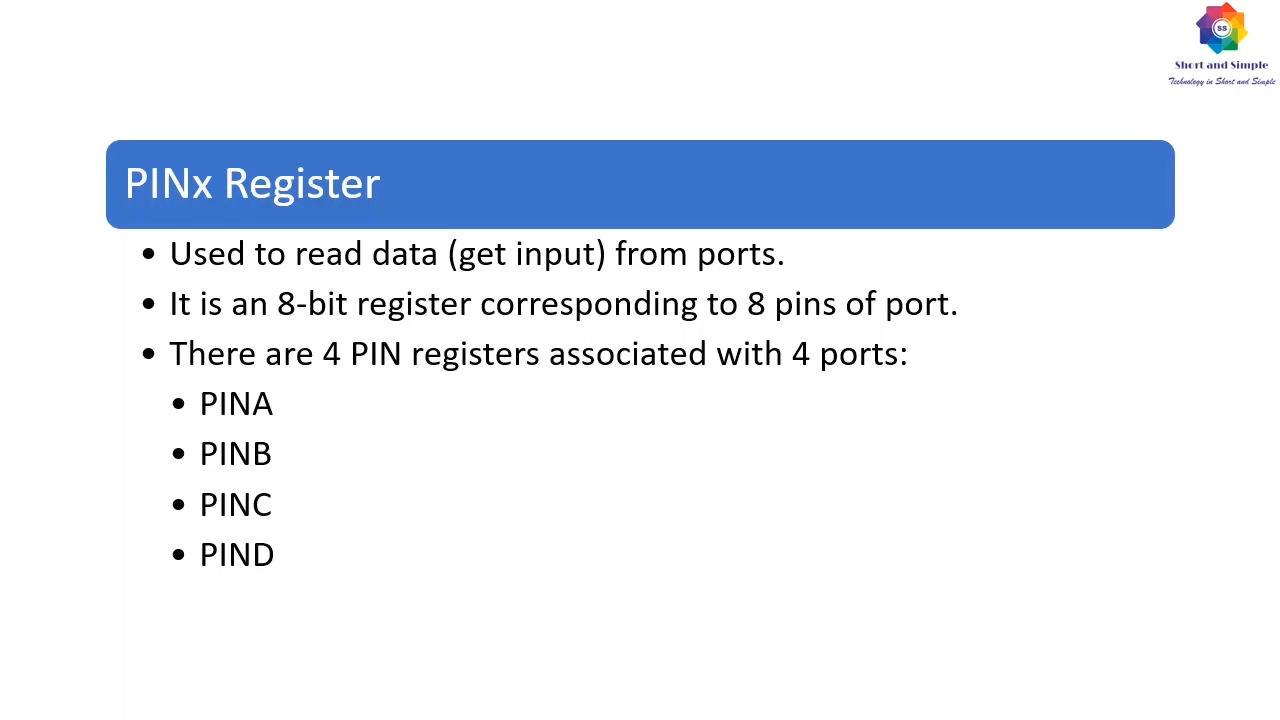 SS
Short and Simple
Technology in Short and Simple
PINx Register
• Used to read data (get input) from ports.
• It is an 8-bit register corresponding to 8 pins of port.
• There are 4 PIN registers associated with 4 ports:
• PINA
• PINB
• PINC
• PIND